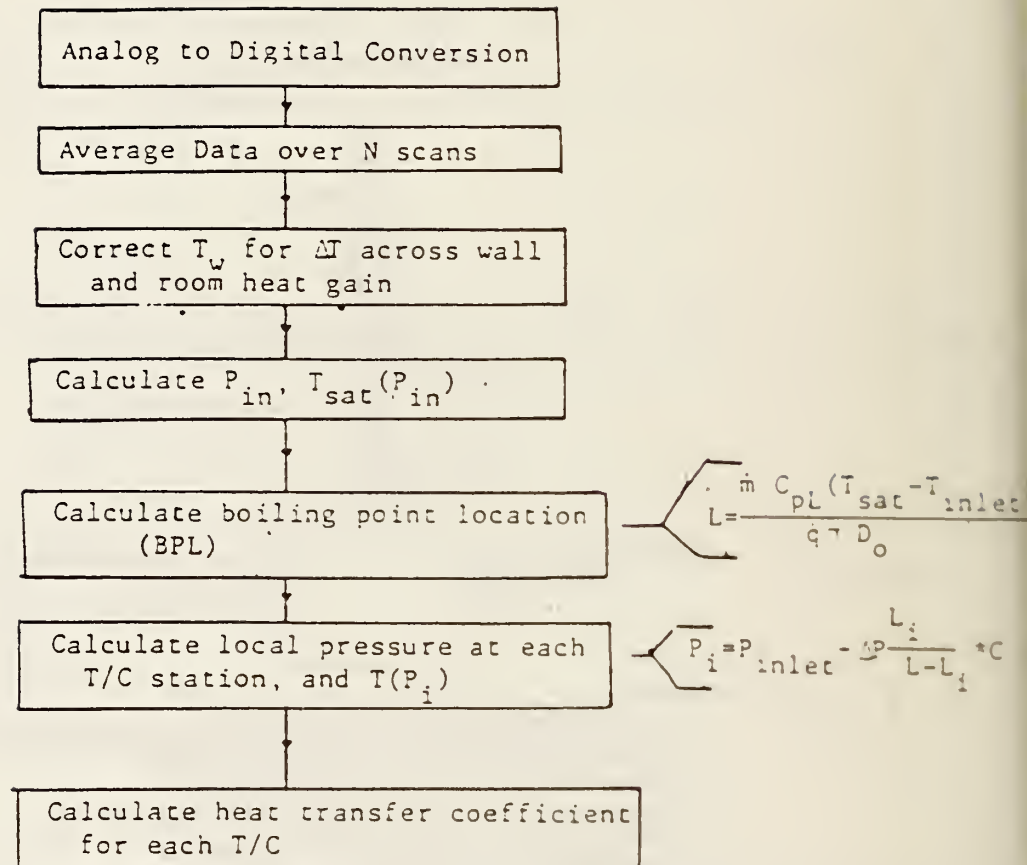 Analog to Digital Conversion
Average Data over N scans
Correct T_w for ΔT across wall
and room heat gain
Calculate P_in, T_sat(P_in)
Calculate boiling point location
(BPL)
L= ṁ C_pL (T_sat-T_inlet
q̇ π D_o
Calculate local pressure at each
T/C station, and T(P_i)
P_i=P_inlet - ΔP L_i / L-L_i *C
Calculate heat transfer coefficient
for each T/C